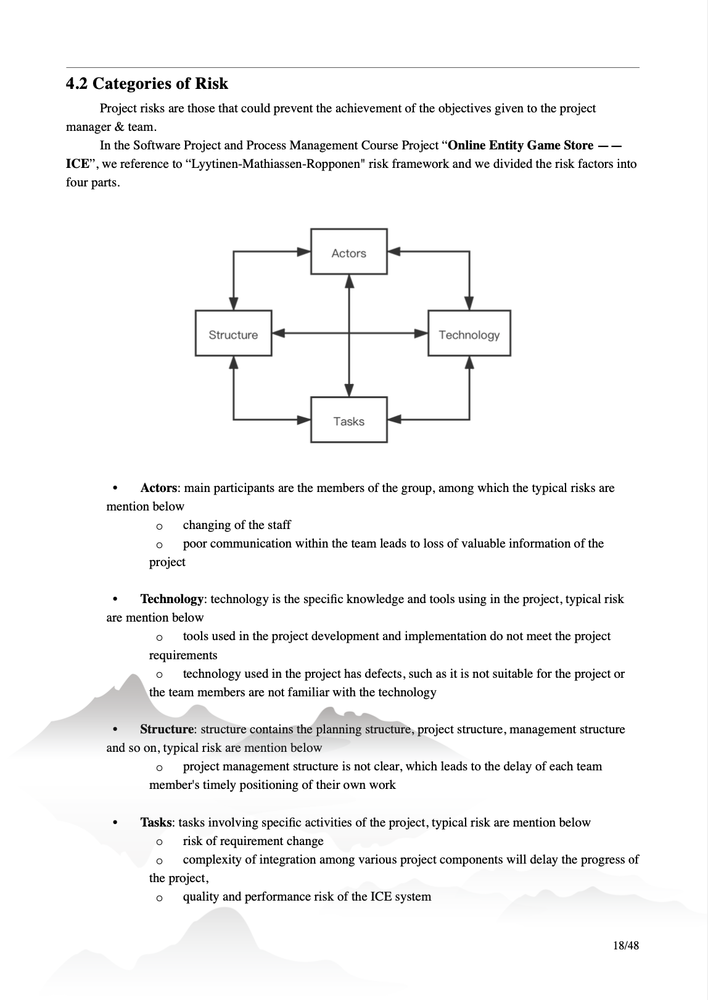 4.2 Categories of Risk
Project risks are those that could prevent the achievement of the objectives given to the project
manager & team.
In the Software Project and Process Management Course Project “Online Entity Game Store ——
ICE”, we reference to “Lyytinen-Mathiassen-Ropponen" risk framework and we divided the risk factors into
four parts.
Actors
Structure
Technology
Tasks
• Actors: main participants are the members of the group, among which the typical risks are
mention below
○ changing of the staff
○ poor communication within the team leads to loss of valuable information of the
project
• Technology: technology is the specific knowledge and tools using in the project, typical risk
are mention below
○ tools used in the project development and implementation do not meet the project
requirements
○ technology used in the project has defects, such as it is not suitable for the project or
the team members are not familiar with the technology
• Structure: structure contains the planning structure, project structure, management structure
and so on, typical risk are mention below
○ project management structure is not clear, which leads to the delay of each team
member's timely positioning of their own work
• Tasks: tasks involving specific activities of the project, typical risk are mention below
○ risk of requirement change
○ complexity of integration among various project components will delay the progress of
the project,
○ quality and performance risk of the ICE system
18/48